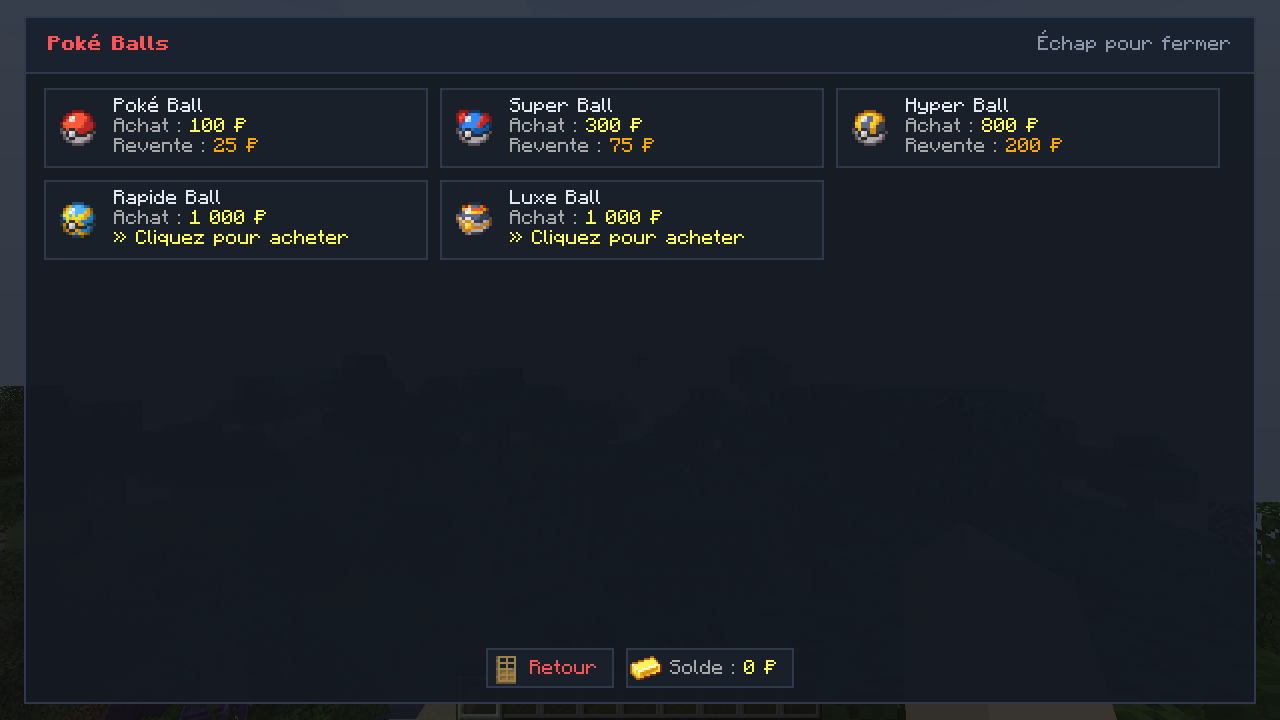 Poké Balls
Échap pour fermer
Poké Ball
Achat : 100 ₽
Revente : 25 ₽
Super Ball
Achat : 300 ₽
Revente : 75 ₽
Hyper Ball
Achat : 800 ₽
Revente : 200 ₽
Rapide Ball
Achat : 1 000 ₽
» Cliquez pour acheter
Luxe Ball
Achat : 1 000 ₽
» Cliquez pour acheter
Retour
Solde : 0 ₽